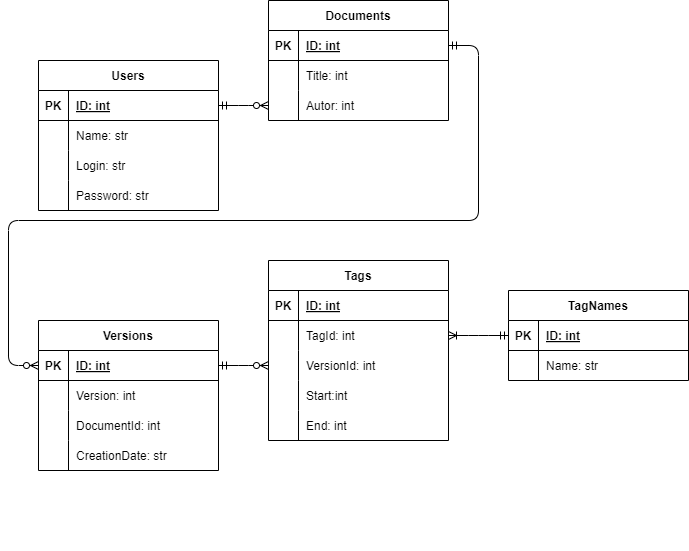 Documents
PK ID: int
Title: int
Autor: int
Users
PK ID: int
Name: str
Login: str
Password: str
Tags
PK ID: int
TagId: int
VersionId: int
Start:int
End: int
TagNames
PK ID: int
Name: str
Versions
PK ID: int
Version: int
DocumentId: int
CreationDate: str